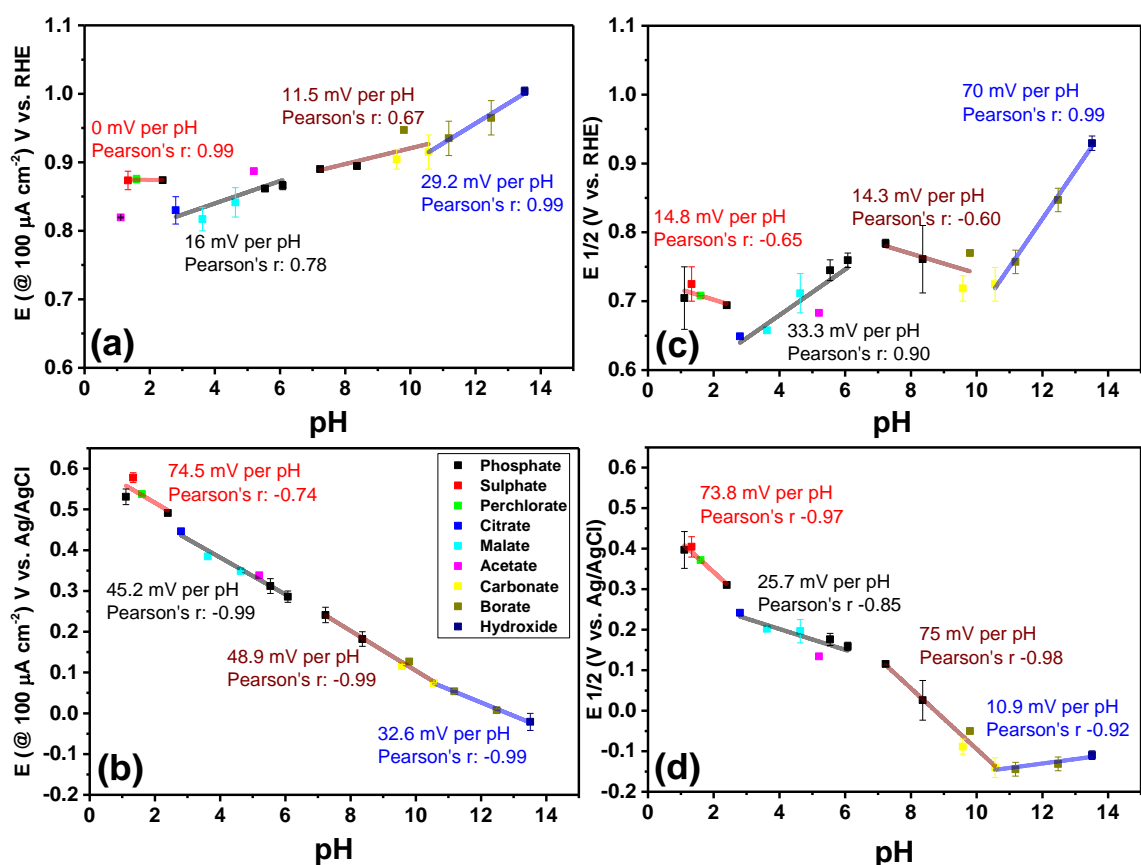 E (@ 100 µA cm⁻²) V vs. RHE
1.1
1.0
0.9
0.8
0.7
0.6
0 mV per pH
Pearson's r: 0.99
11.5 mV per pH
Pearson's r: 0.67
29.2 mV per pH
Pearson's r: 0.99
16 mV per pH
Pearson's r: 0.78
(a)
0 2 4 6 8 10 12 14
pH
E 1/2 (V vs. RHE)
1.1
1.0
0.9
0.8
0.7
0.6
70 mV per pH
Pearson's r: 0.99
14.8 mV per pH
Pearson's r: -0.65
14.3 mV per pH
Pearson's r: -0.60
33.3 mV per pH
Pearson's r: 0.90
(c)
0 2 4 6 8 10 12 14
pH
E (@ 100 µA cm⁻²) V vs. Ag/AgCl
0.6
0.5
0.4
0.3
0.2
0.1
0.0
-0.1
-0.2
74.5 mV per pH
Pearson's r: -0.74
45.2 mV per pH
Pearson's r: -0.99
48.9 mV per pH
Pearson's r: -0.99
32.6 mV per pH
Pearson's r: -0.99
Phosphate
Sulphate
Perchlorate
Citrate
Malate
Acetate
Carbonate
Borate
Hydroxide
(b)
0 2 4 6 8 10 12 14
pH
E 1/2 (V vs. Ag/AgCl)
0.6
0.5
0.4
0.3
0.2
0.1
0.0
-0.1
-0.2
73.8 mV per pH
Pearson's r -0.97
25.7 mV per pH
Pearson's r -0.85
75 mV per pH
Pearson's r -0.98
10.9 mV per pH
Pearson's r -0.92
(d)
0 2 4 6 8 10 12 14
pH